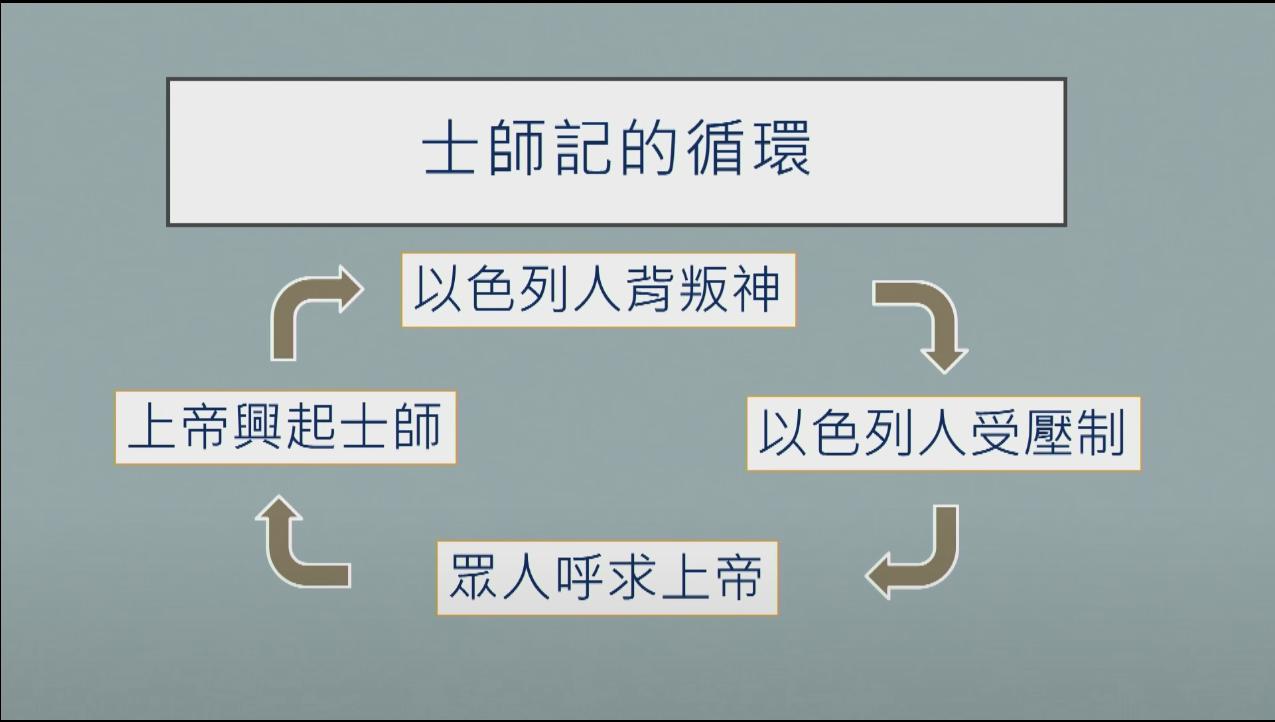 士師記的循環
以色列人背叛神
以色列人受壓制
眾人呼求上帝
上帝興起士師